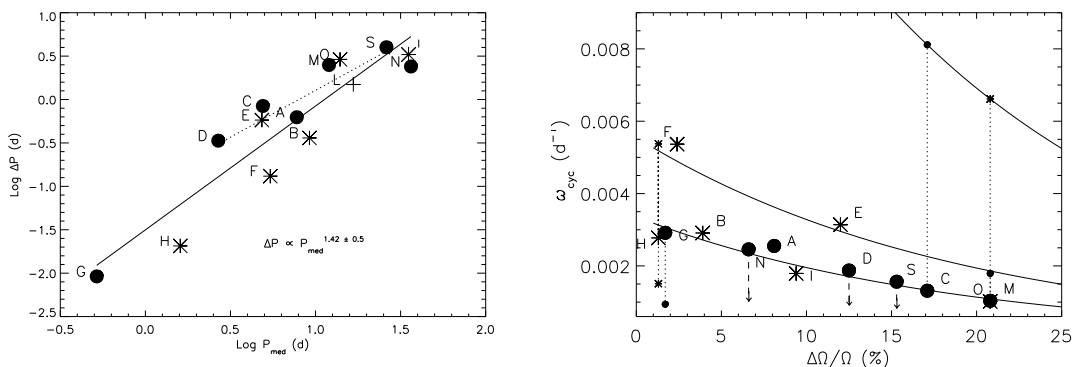 1.0
0.5
0.0
−0.5
−1.0
−1.5
−2.0
−2.5
Log ΔP (d)
S
I
O
M
N
L
C
E
A
D
B
F
H
G
ΔP ∝ P_med^1.42 ± 0.5
−0.5 0.0 0.5 1.0 1.5 2.0
Log P_med (d)
0.008
0.006
0.004
0.002
ω_cyc (d⁻¹)
F
E
B
H
G
A
N
D
I
S
C
O
M
0 5 10 15 20 25
ΔΩ/Ω (%)